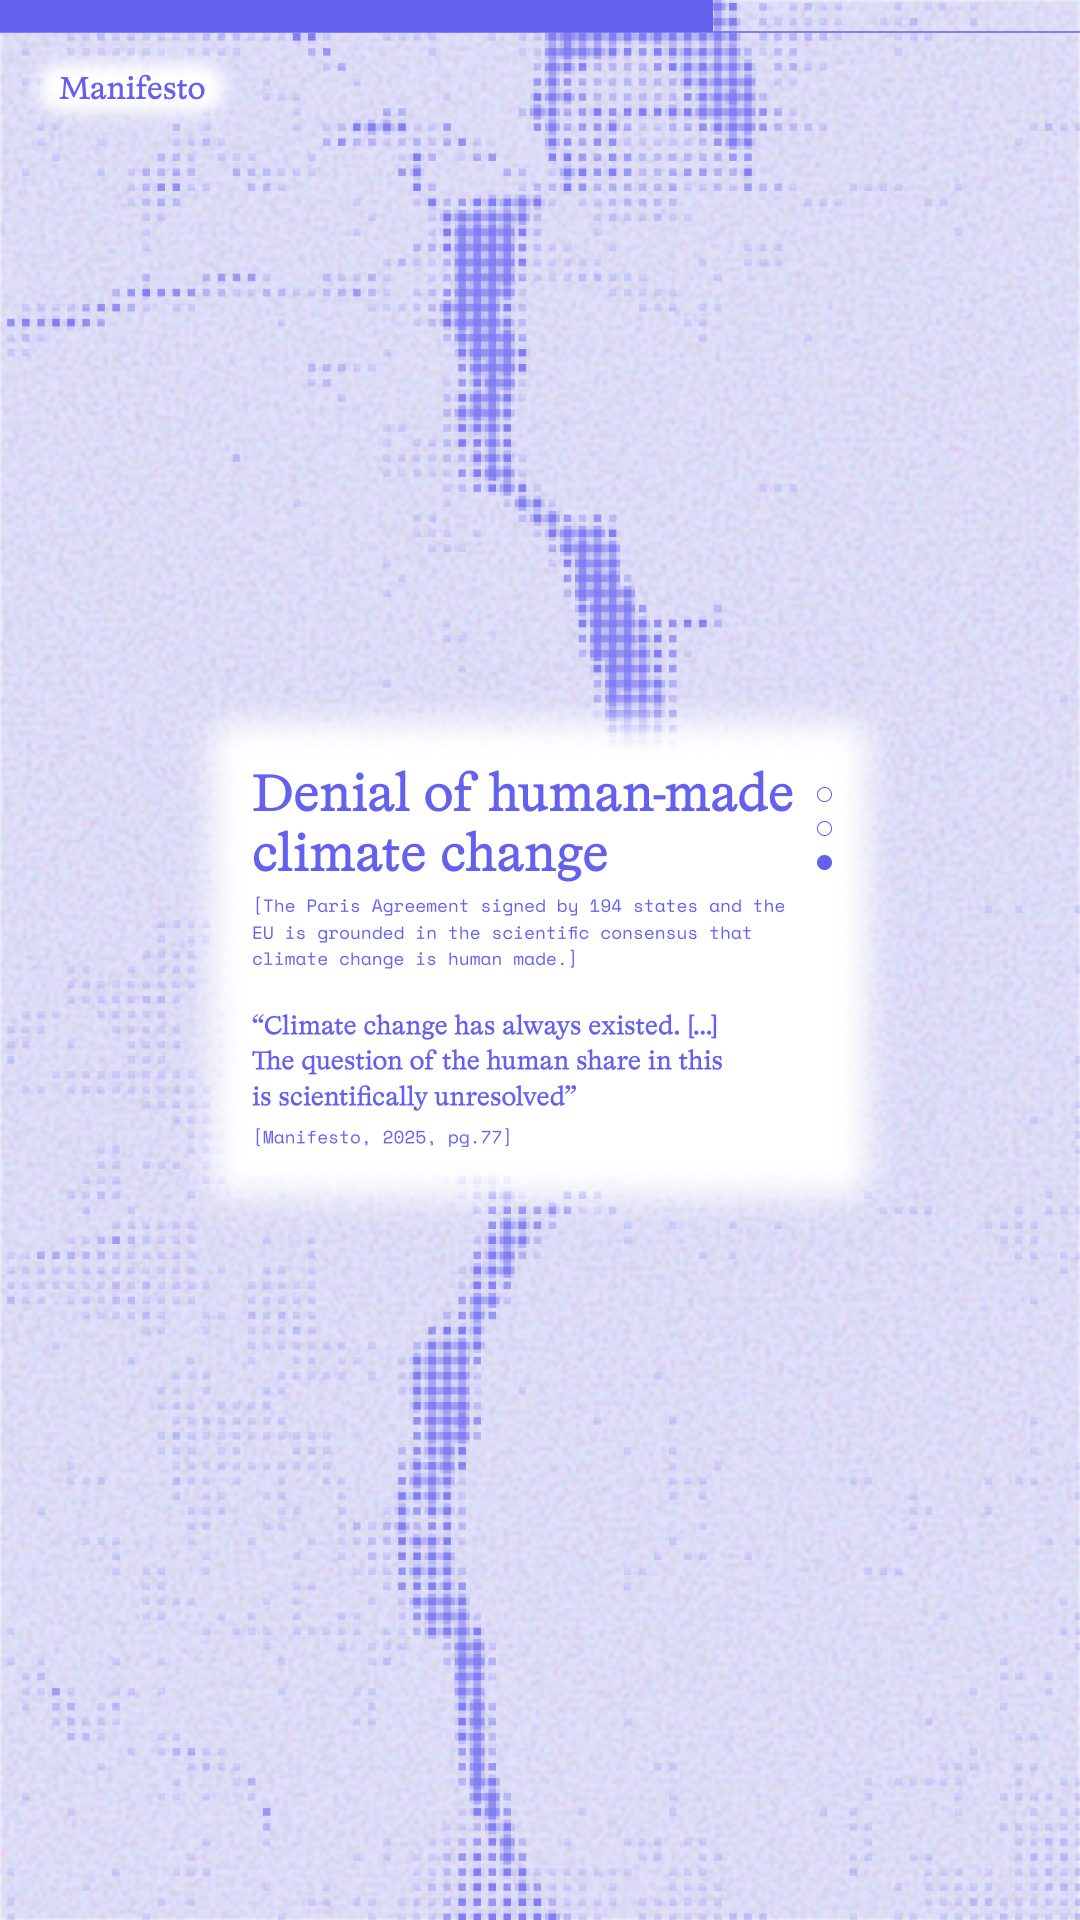 Manifesto
Denial of human-made
climate change
[The Paris Agreement signed by 194 states and the
EU is grounded in the scientific consensus that
climate change is human made.]
“Climate change has always existed. [...]
The question of the human share in this
is scientifically unresolved”
[Manifesto, 2025, pg.77]